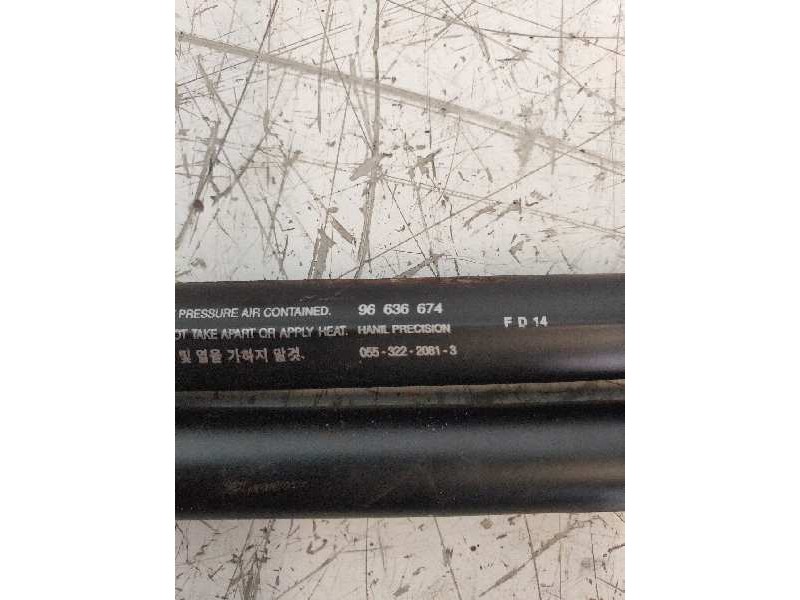 PRESSURE AIR CONTAINED. 96 636 674
OT TAKE APART OR APPLY HEAT. HANIL PRECISION F D 14
및 열을 가하지 말것. 055-322-2081-3